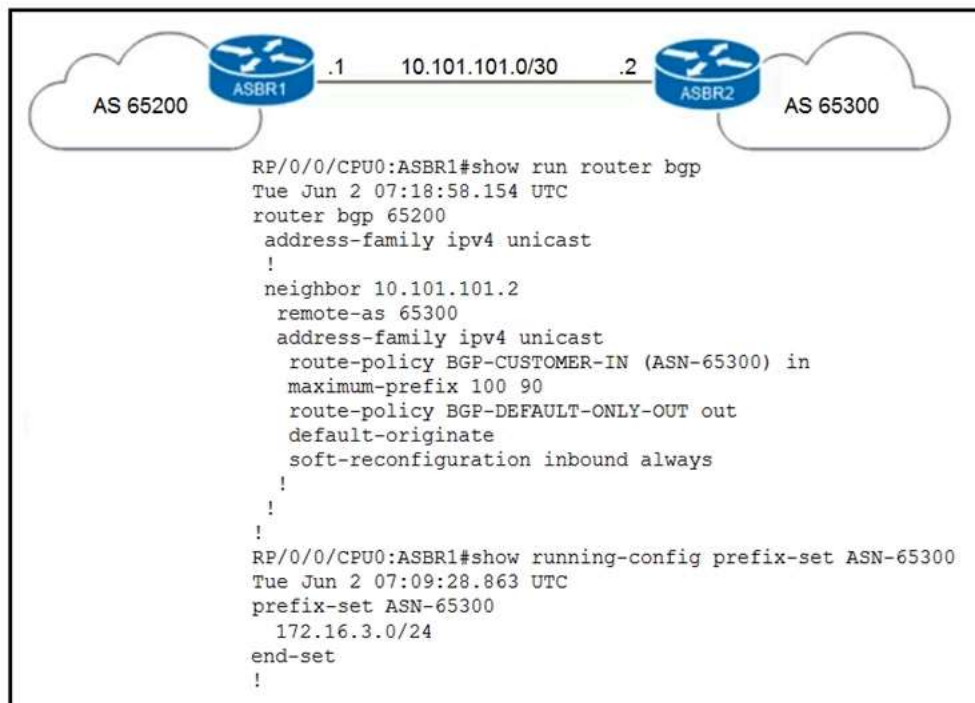 ASBR1
.1 10.101.101.0/30 .2
ASBR2
AS 65200
AS 65300
RP/0/0/CPU0:ASBR1#show run router bgp
Tue Jun 2 07:18:58.154 UTC
router bgp 65200
address-family ipv4 unicast
!
neighbor 10.101.101.2
remote-as 65300
address-family ipv4 unicast
route-policy BGP-CUSTOMER-IN (ASN-65300) in
maximum-prefix 100 90
route-policy BGP-DEFAULT-ONLY-OUT out
default-originate
soft-reconfiguration inbound always
!
!
!
RP/0/0/CPU0:ASBR1#show running-config prefix-set ASN-65300
Tue Jun 2 07:09:28.863 UTC
prefix-set ASN-65300
172.16.3.0/24
end-set
!